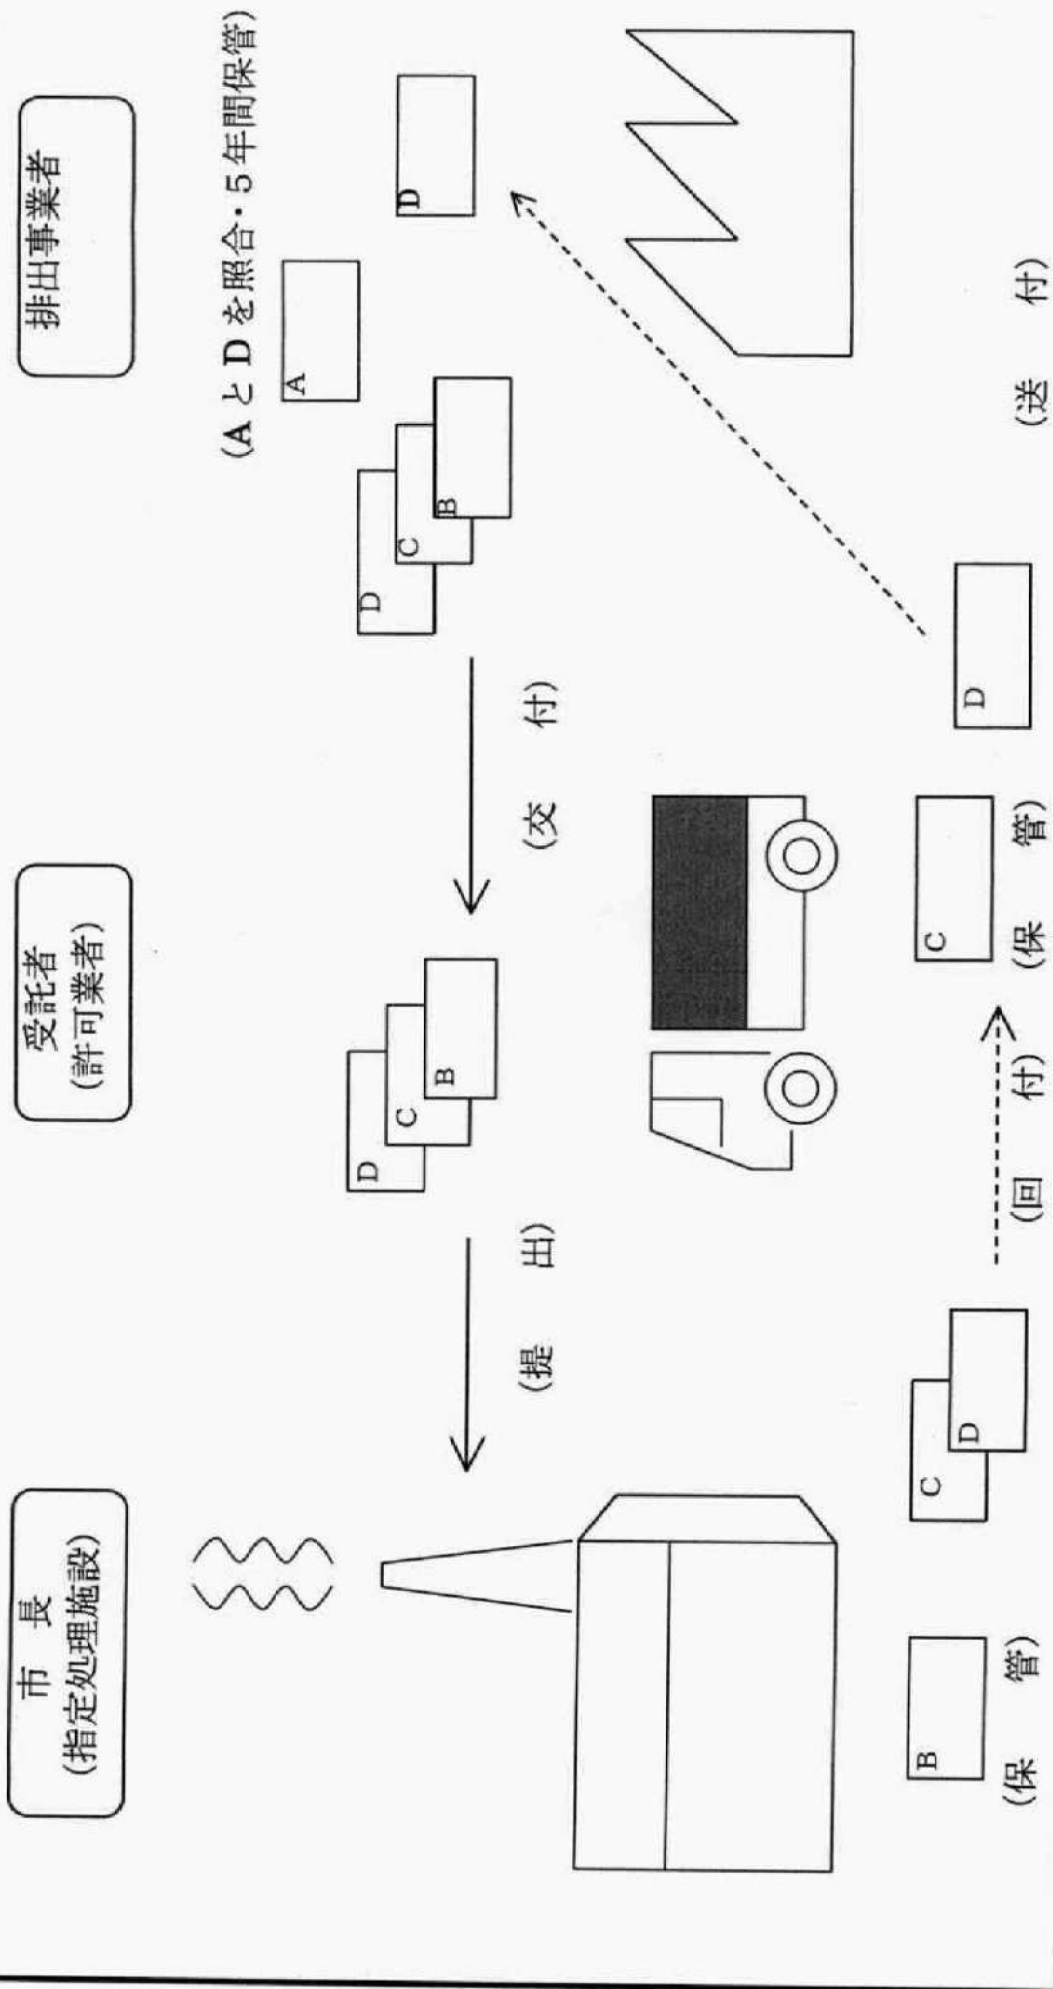 市　長
(指定処理施設)
受託者
(許可業者)
排出事業者
(AとDを照合・5年間保管)
A
D
D
C
B
(交　付)
D
C
B
(提　出)
B
(保　管)
C
D
(回　付)
C
(保　管)
D
(送　付)